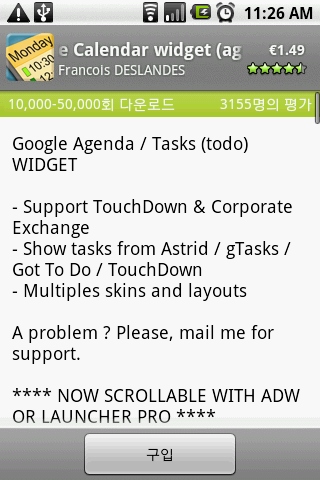 11:26 AM
Monday
10:30
12:
e Calendar widget (ag
€1.49
Francois DESLANDES
10,000-50,000회 다운로드
3155명의 평가
Google Agenda / Tasks (todo)
WIDGET
- Support TouchDown & Corporate
Exchange
- Show tasks from Astrid / gTasks /
Got To Do / TouchDown
- Multiples skins and layouts
A problem ? Please, mail me for
support.
**** NOW SCROLLABLE WITH ADW
OR LAUNCHER PRO ****
구입